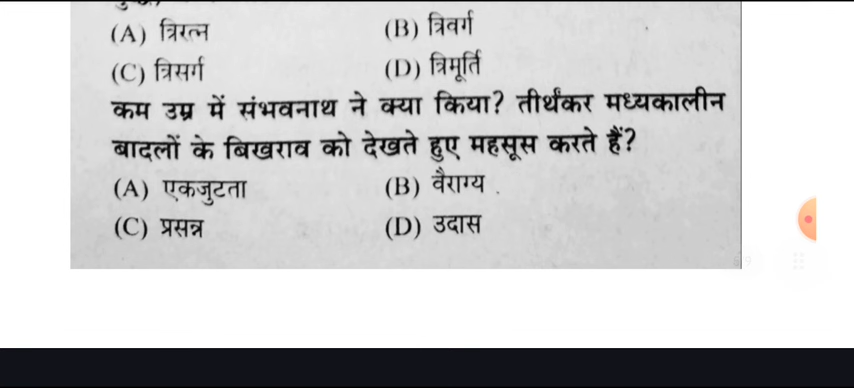 (A) त्रिरत्न (B) त्रिवर्ग
(C) त्रिसर्ग (D) त्रिमूर्ति
कम उम्र में संभवनाथ ने क्या किया? तीर्थंकर मध्यकालीन
बादलों के बिखराव को देखते हुए महसूस करते हैं?
(A) एकजुटता (B) वैराग्य
(C) प्रसन्न (D) उदास